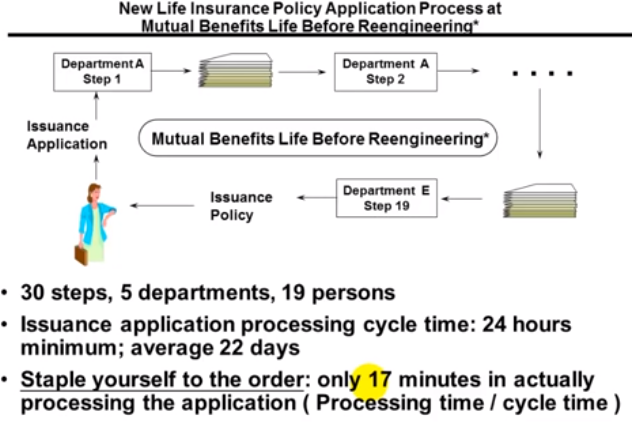 New Life Insurance Policy Application Process at
Mutual Benefits Life Before Reengineering*
Department A
Step 1
Department A
Step 2
. . . .
Issuance
Application
Mutual Benefits Life Before Reengineering*
Issuance
Policy
Department E
Step 19
• 30 steps, 5 departments, 19 persons
• Issuance application processing cycle time: 24 hours
minimum; average 22 days
• Staple yourself to the order: only 17 minutes in actually
processing the application ( Processing time / cycle time )